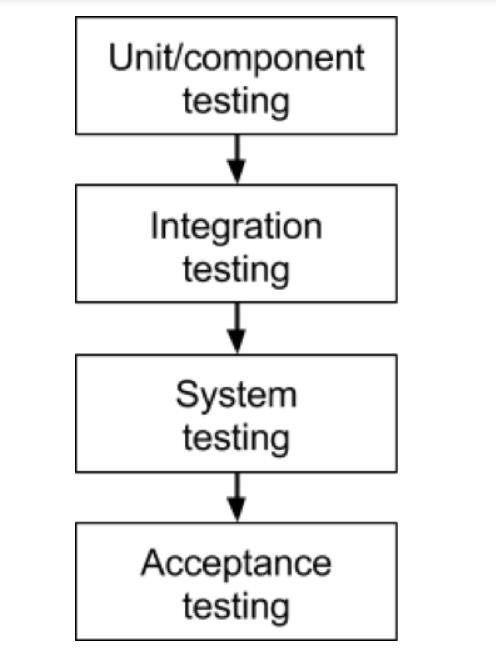 Unit/component
testing
Integration
testing
System
testing
Acceptance
testing